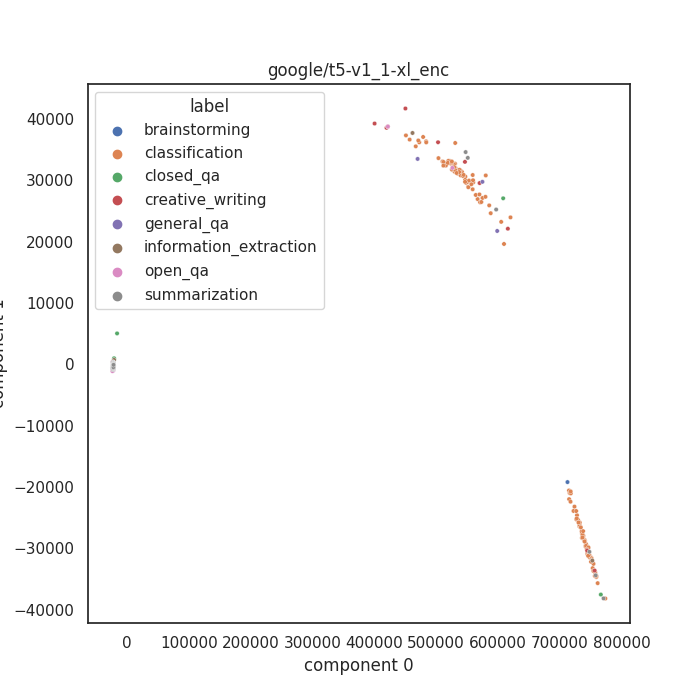 google/t5-v1_1-xl_enc
label
brainstorming
classification
closed_qa
creative_writing
general_qa
information_extraction
open_qa
summarization
40000
30000
20000
10000
0
−10000
−20000
−30000
−40000
component 1
0 100000 200000 300000 400000 500000 600000 700000 800000
component 0